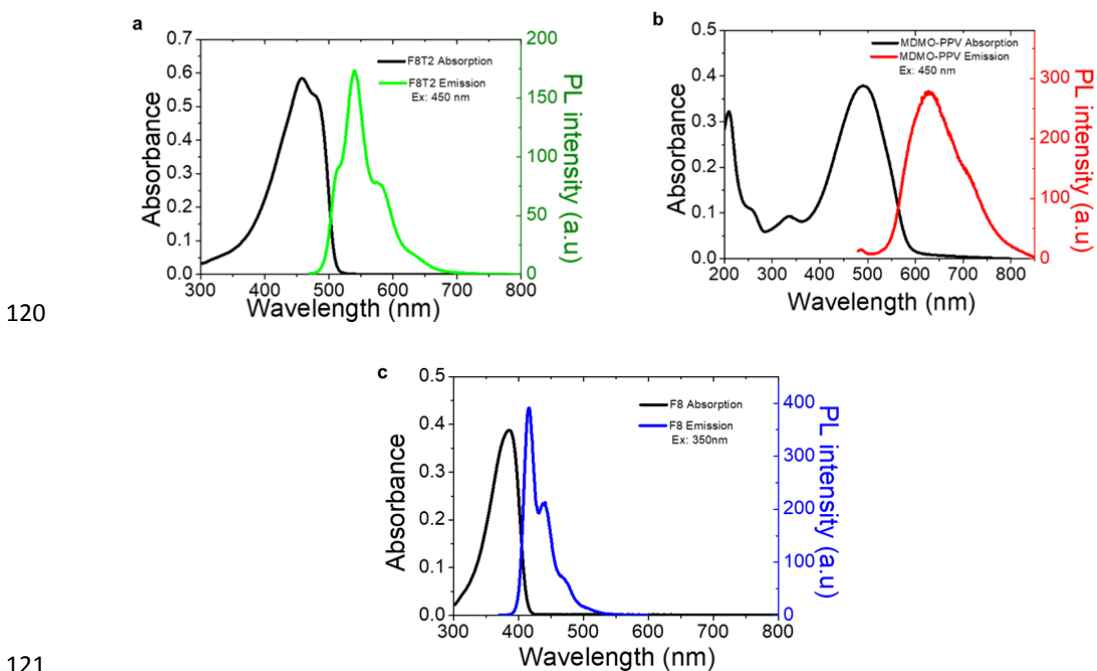 a
F8T2 Absorption
F8T2 Emission
Ex: 450 nm
Absorbance
0.7
0.6
0.5
0.4
0.3
0.2
0.1
0.0
300 400 500 600 700 800
Wavelength (nm)
200
150
100
50
0
PL intensity (a.u)
b
MDMO-PPV Absorption
MDMO-PPV Emission
Ex: 450 nm
Absorbance
0.5
0.4
0.3
0.2
0.1
0.0
200 300 400 500 600 700 800
Wavelength (nm)
300
200
100
0
PL intensity (a.u)
120
c
F8 Absorption
F8 Emission
Ex: 350nm
Absorbance
0.5
0.4
0.3
0.2
0.1
0.0
300 400 500 600 700 800
Wavelength (nm)
400
300
200
100
0
PL intensity (a.u)
121